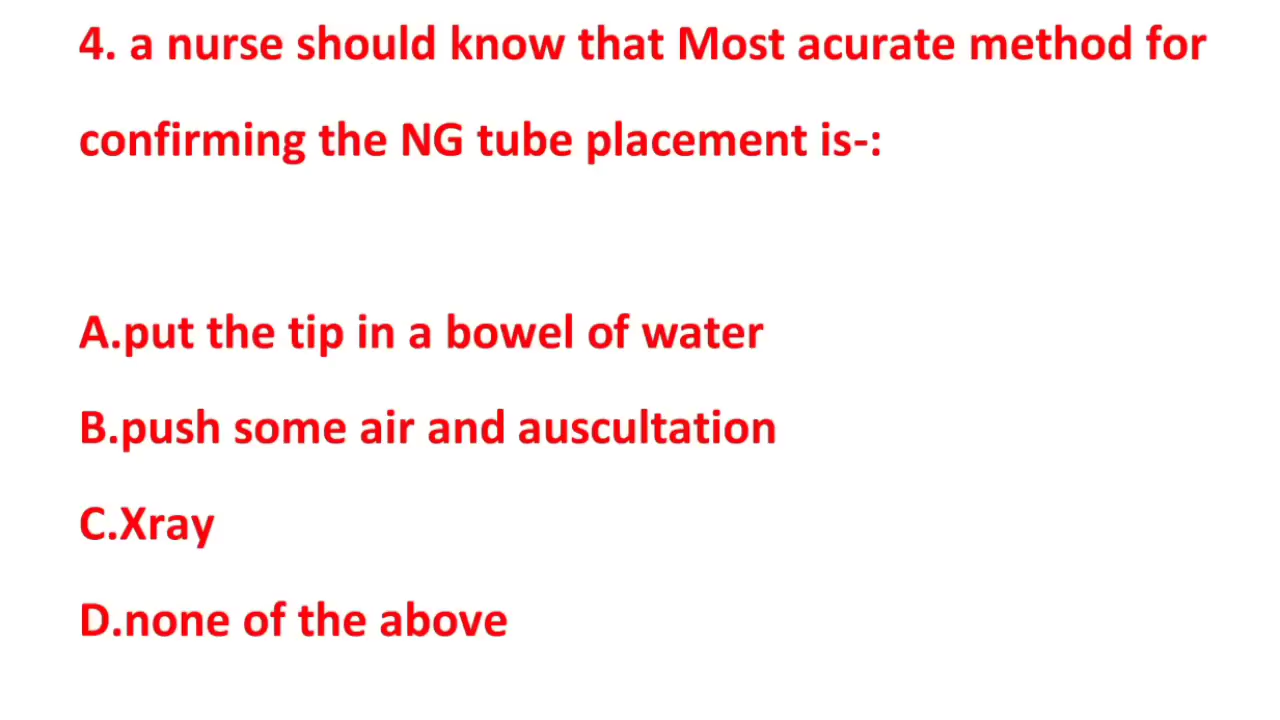 4. a nurse should know that Most acurate method for
confirming the NG tube placement is-:
A.put the tip in a bowel of water
B.push some air and auscultation
C.Xray
D.none of the above